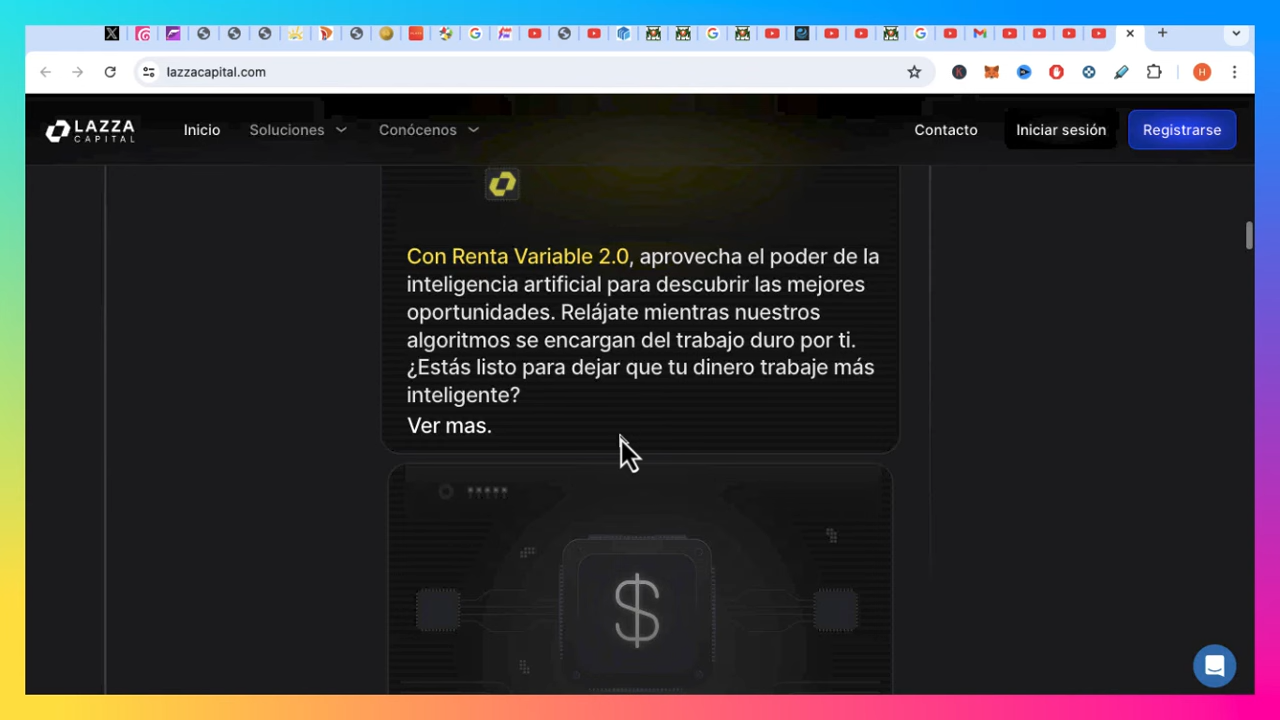 lazzacapital.com
H
LAZZA
CAPITAL
Inicio
Soluciones
Conócenos
Contacto
Iniciar sesión
Registrarse
Con Renta Variable 2.0, aprovecha el poder de la
inteligencia artificial para descubrir las mejores
oportunidades. Relájate mientras nuestros
algoritmos se encargan del trabajo duro por ti.
¿Estás listo para dejar que tu dinero trabaje más
inteligente?
Ver mas.
$